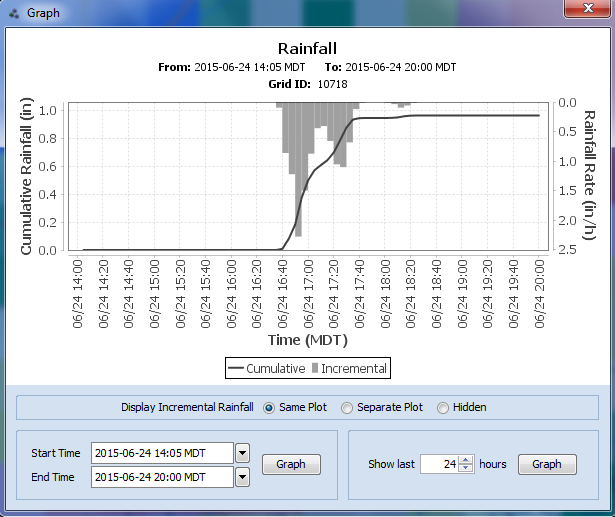 Graph
Rainfall
From: 2015-06-24 14:05 MDT To: 2015-06-24 20:00 MDT
Grid ID: 10718
Cumulative Rainfall (in)
1.0
0.8
0.6
0.4
0.2
0.0
0.0
0.5
1.0
1.5
2.0
2.5
Rainfall Rate (in/h)
06/24 14:00
06/24 14:20
06/24 14:40
06/24 15:00
06/24 15:20
06/24 15:40
06/24 16:00
06/24 16:20
06/24 16:40
06/24 17:00
06/24 17:20
06/24 17:40
06/24 18:00
06/24 18:20
06/24 18:40
06/24 19:00
06/24 19:20
06/24 19:40
06/24 20:00
Time (MDT)
Cumulative Incremental
Display Incremental Rainfall Same Plot Separate Plot Hidden
Start Time 2015-06-24 14:05 MDT
End Time 2015-06-24 20:00 MDT
Graph
Show last 24 hours Graph